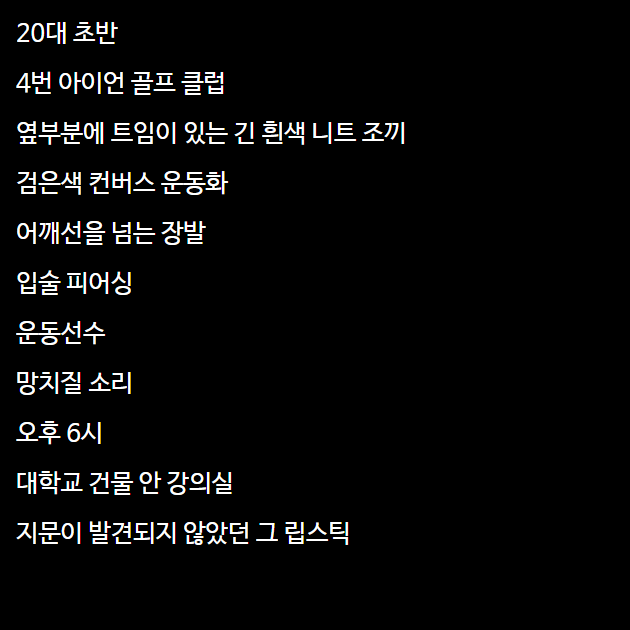 20대 초반
4번 아이언 골프 클럽
옆부분에 트임이 있는 긴 흰색 니트 조끼
검은색 컨버스 운동화
어깨선을 넘는 장발
입술 피어싱
운동선수
망치질 소리
오후 6시
대학교 건물 안 강의실
지문이 발견되지 않았던 그 립스틱